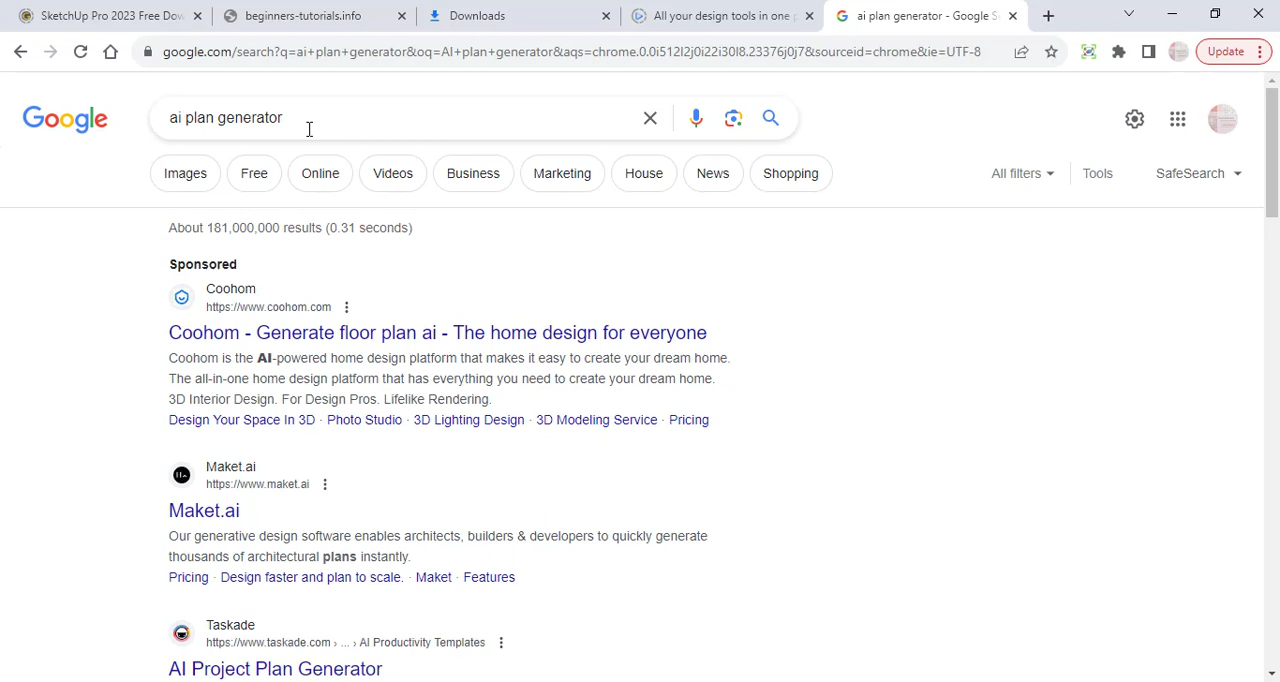 SketchUp Pro 2023 Free Dow
beginners-tutorials.info
Downloads
All your design tools in one p
ai plan generator - Google S
google.com/search?q=ai+plan+generator&oq=AI+plan+generator&aqs=chrome.0.0i512l2j0i22i30l8.23376j0j7&sourceid=chrome&ie=UTF-8
Update
Google
ai plan generator
Images
Free
Online
Videos
Business
Marketing
House
News
Shopping
All filters
Tools
SafeSearch
About 181,000,000 results (0.31 seconds)
Sponsored
Coohom
https://www.coohom.com
Coohom - Generate floor plan ai - The home design for everyone
Coohom is the AI-powered home design platform that makes it easy to create your dream home.
The all-in-one home design platform that has everything you need to create your dream home.
3D Interior Design. For Design Pros. Lifelike Rendering.
Design Your Space In 3D · Photo Studio · 3D Lighting Design · 3D Modeling Service · Pricing
Maket.ai
https://www.maket.ai
Maket.ai
Our generative design software enables architects, builders & developers to quickly generate
thousands of architectural plans instantly.
Pricing · Design faster and plan to scale. · Maket · Features
Taskade
https://www.taskade.com › ... › AI Productivity Templates
AI Project Plan Generator